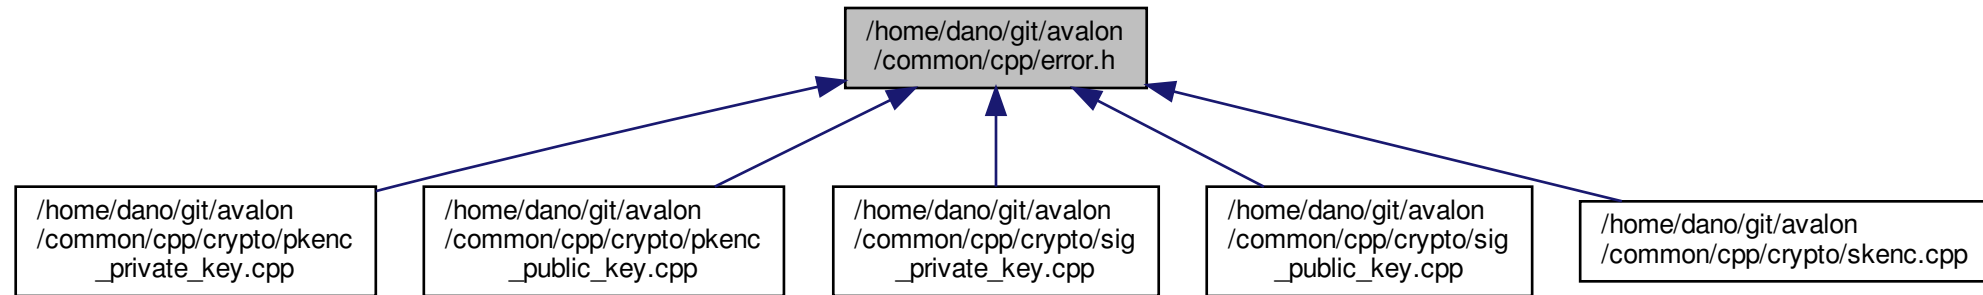 /home/dano/git/avalon
/common/cpp/error.h
/home/dano/git/avalon
/common/cpp/crypto/pkenc
_private_key.cpp
/home/dano/git/avalon
/common/cpp/crypto/pkenc
_public_key.cpp
/home/dano/git/avalon
/common/cpp/crypto/sig
_private_key.cpp
/home/dano/git/avalon
/common/cpp/crypto/sig
_public_key.cpp
/home/dano/git/avalon
/common/cpp/crypto/skenc.cpp